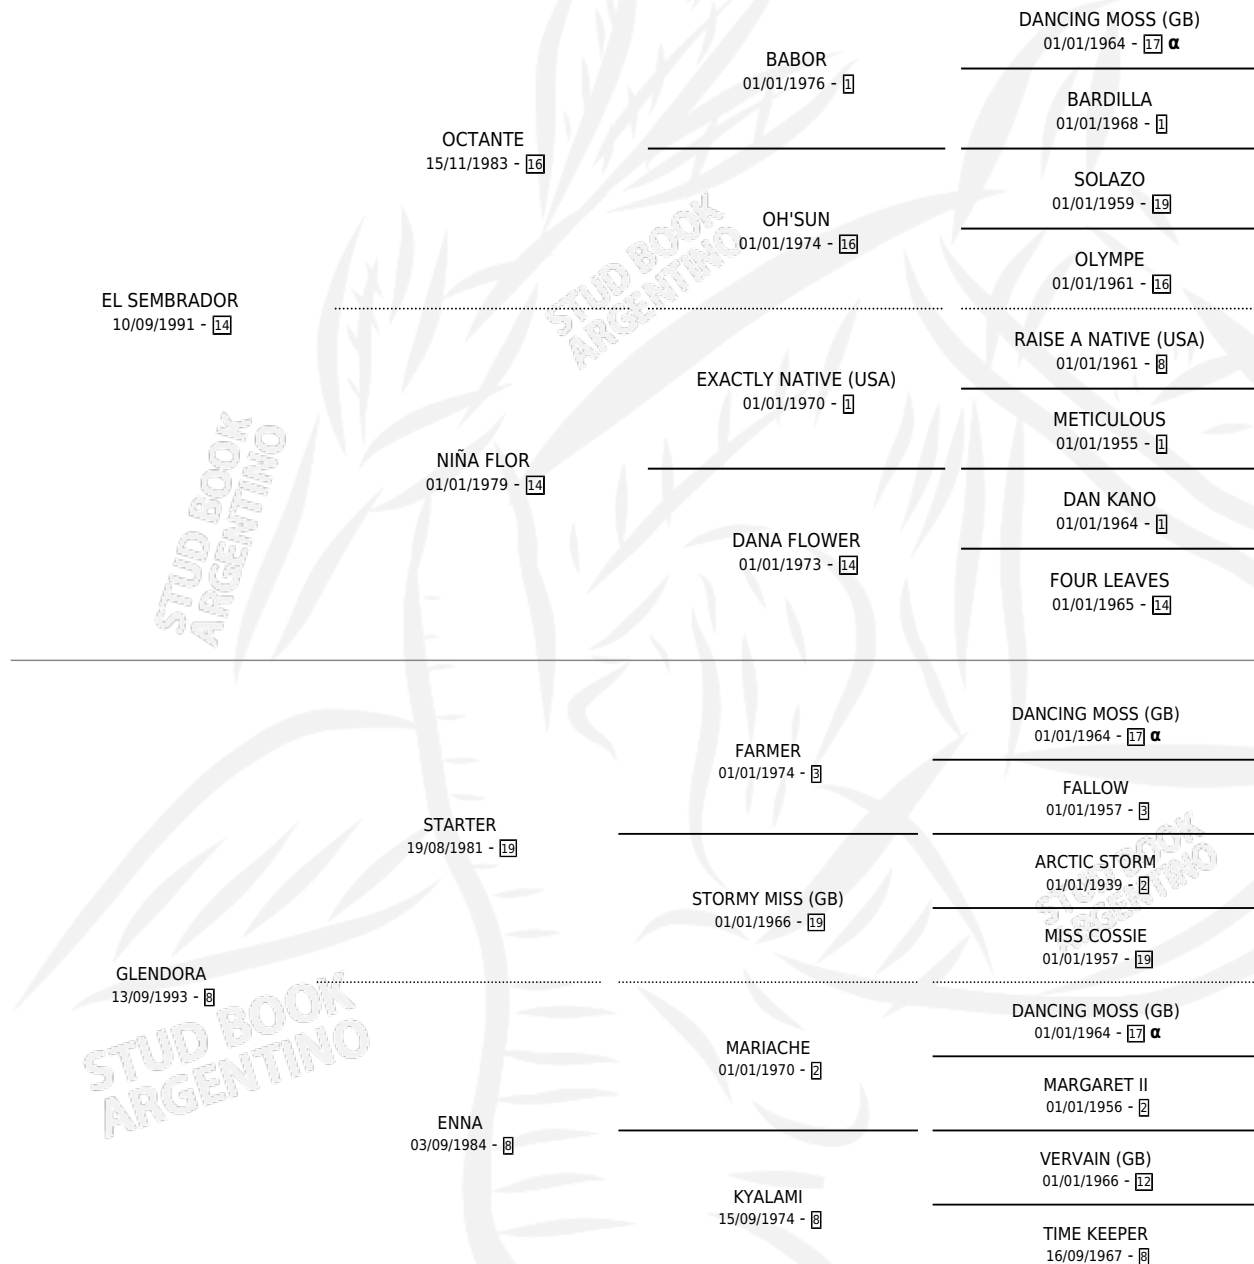 EL SEMBRADOR
10/09/1991 - 14
OCTANTE
15/11/1983 - 16
BABOR
01/01/1976 - 1
DANCING MOSS (GB)
01/01/1964 - 17 α
BARDILLA
01/01/1968 - 1
OH'SUN
01/01/1974 - 16
SOLAZO
01/01/1959 - 19
OLYMPE
01/01/1961 - 16
NIÑA FLOR
01/01/1979 - 14
EXACTLY NATIVE (USA)
01/01/1970 - 1
RAISE A NATIVE (USA)
01/01/1961 - 8
METICULOUS
01/01/1955 - 1
DANA FLOWER
01/01/1973 - 14
DAN KANO
01/01/1964 - 1
FOUR LEAVES
01/01/1965 - 14
GLENDORA
13/09/1993 - 8
STARTER
19/08/1981 - 19
FARMER
01/01/1974 - 3
DANCING MOSS (GB)
01/01/1964 - 17 α
FALLOW
01/01/1957 - 3
STORMY MISS (GB)
01/01/1966 - 19
ARCTIC STORM
01/01/1939 - 2
MISS COSSIE
01/01/1957 - 19
ENNA
03/09/1984 - 8
MARIACHE
01/01/1970 - 2
DANCING MOSS (GB)
01/01/1964 - 17 α
MARGARET II
01/01/1956 - 2
KYALAMI
15/09/1974 - 8
VERVAIN (GB)
01/01/1966 - 12
TIME KEEPER
16/09/1967 - 8
STUD BOOK
ARGENTINO
STUD BOOK
ARGENTINO
STUD BOOK
ARGENTINO
STUD BOOK
ARGENTINO